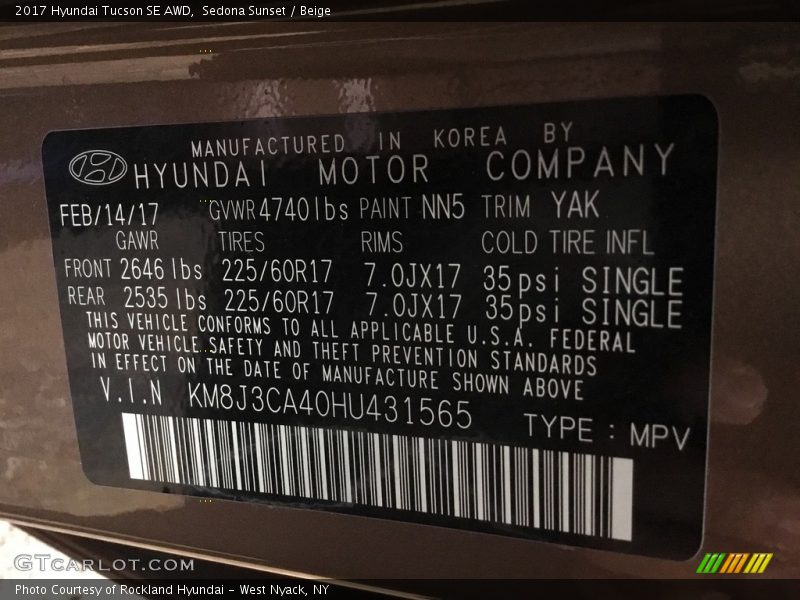 2017 Hyundai Tucson SE AWD, Sedona Sunset / Beige
MANUFACTURED IN KOREA BY
HYUNDAI MOTOR COMPANY
FEB/14/17 GVWR 4740lbs PAINT NN5 TRIM YAK
GAWR TIRES RIMS COLD TIRE INFL
FRONT 2646 lbs 225/60R17 7.0JX17 35psi SINGLE
REAR 2535 lbs 225/60R17 7.0JX17 35psi SINGLE
THIS VEHICLE CONFORMS TO ALL APPLICABLE U.S.A. FEDERAL
MOTOR VEHICLE SAFETY AND THEFT PREVENTION STANDARDS
IN EFFECT ON THE DATE OF MANUFACTURE SHOWN ABOVE
V.I.N KM8J3CA40HU431565
TYPE : MPV
GTCARLOT.COM
Photo Courtesy of Rockland Hyundai - West Nyack, NY